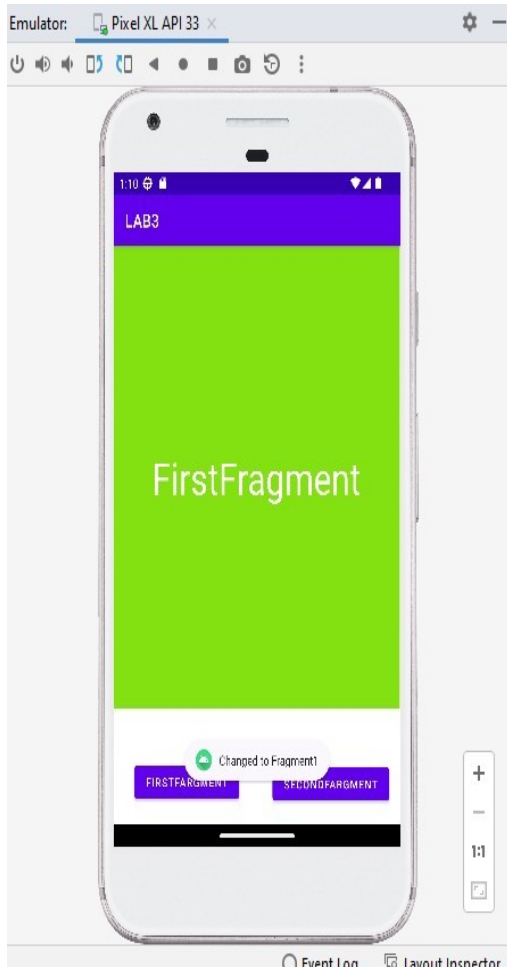 Emulator: Pixel XL API 33
1:10
LAB3
FirstFragment
Changed to Fragment1
FIRSTFARGMENT SECONDFARGMENT
1:1
Event Log Layout Inspector